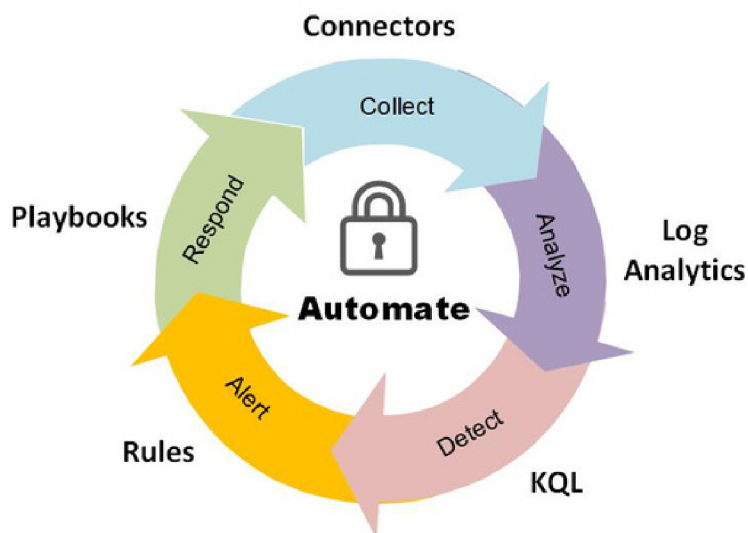 Connectors
Collect
Respond
Playbooks
Analyze
Log
Analytics
Automate
Alert
Detect
Rules
KQL